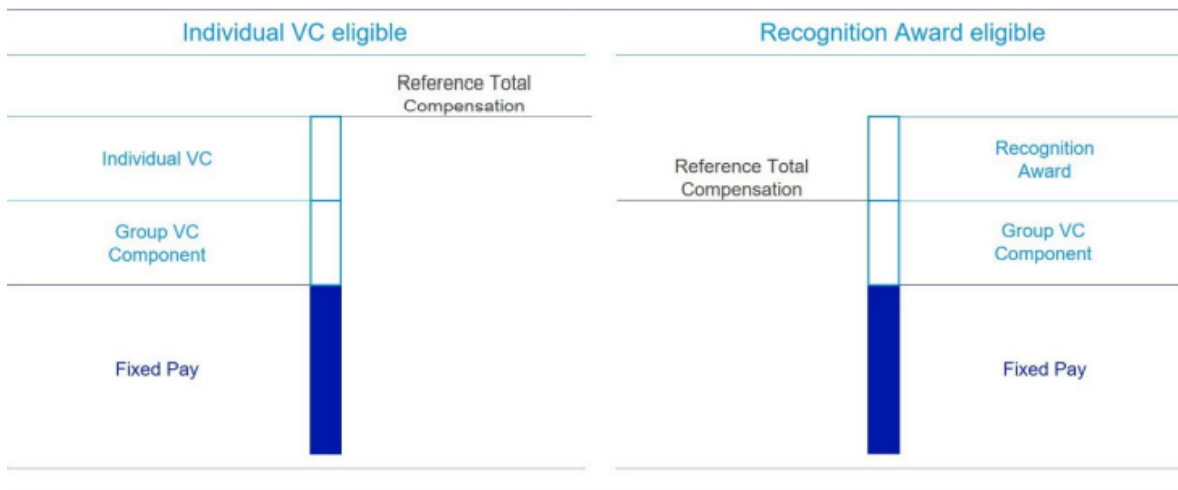 Individual VC eligible
Reference Total
Compensation
Individual VC
Group VC
Component
Fixed Pay
Recognition Award eligible
Reference Total
Compensation
Recognition
Award
Group VC
Component
Fixed Pay